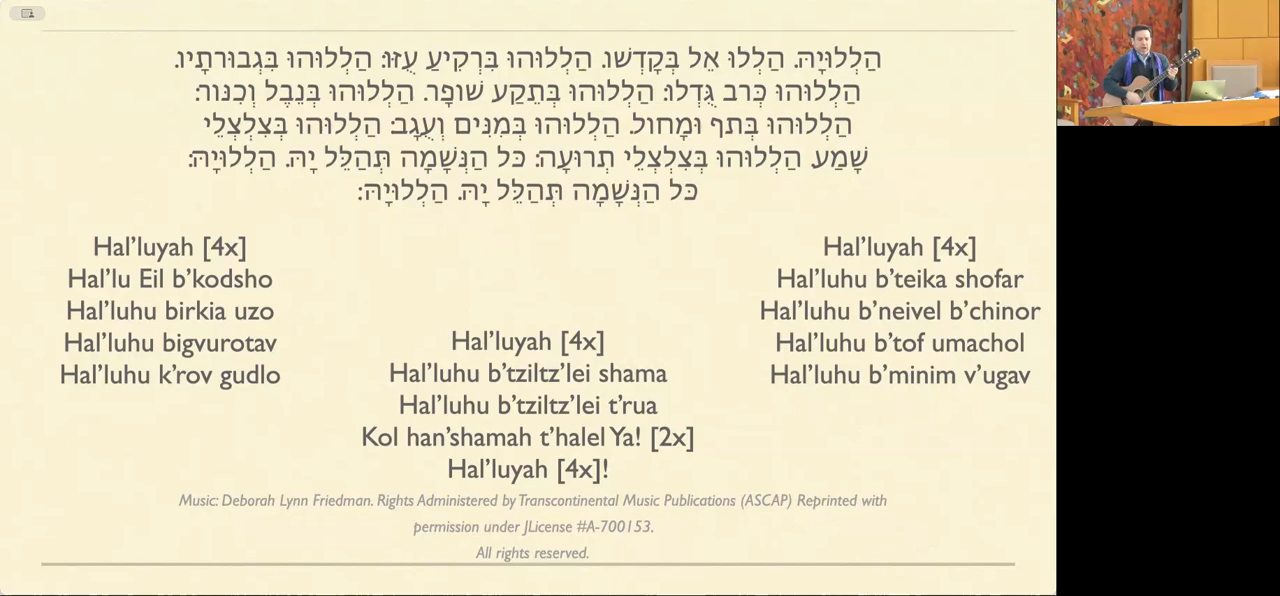 הַלְלוּיָהּ. הַלְלוּ אֵל בְּקָדְשׁוֹ. הַלְלוּהוּ בִּרְקִיעַ עֻזּוֹ: הַלְלוּהוּ בִּגְבוּרֹתָיו.
הַלְלוּהוּ כְּרֹב גֻּדְלוֹ: הַלְלוּהוּ בְּתֵקַע שׁוֹפָר. הַלְלוּהוּ בְּנֵבֶל וְכִנּוֹר:
הַלְלוּהוּ בְּתֹף וּמָחוֹל. הַלְלוּהוּ בְּמִנִּים וְעֻגָב: הַלְלוּהוּ בְּצִלְצְלֵי
שָׁמַע. הַלְלוּהוּ בְּצִלְצְלֵי תְרוּעָה: כֹּל הַנְּשָׁמָה תְּהַלֵּל יָהּ. הַלְלוּיָהּ:
כֹּל הַנְּשָׁמָה תְּהַלֵּל יָהּ. הַלְלוּיָהּ:
Hal’luyah [4x]
Hal’lu Eil b’kodsho
Hal’luhu birkia uzo
Hal’luhu bigvurotav
Hal’luhu k’rov gudlo
Hal’luyah [4x]
Hal’luhu b’teika shofar
Hal’luhu b’neivel b’chinor
Hal’luhu b’tof umachol
Hal’luhu b’minim v’ugav
Hal’luyah [4x]
Hal’luhu b’tziltz’lei shama
Hal’luhu b’tziltz’lei t’rua
Kol han’shamah t’halel Ya! [2x]
Hal’luyah [4x]!
Music: Deborah Lynn Friedman. Rights Administered by Transcontinental Music Publications (ASCAP) Reprinted with
permission under JLicense #A-700153.
All rights reserved.